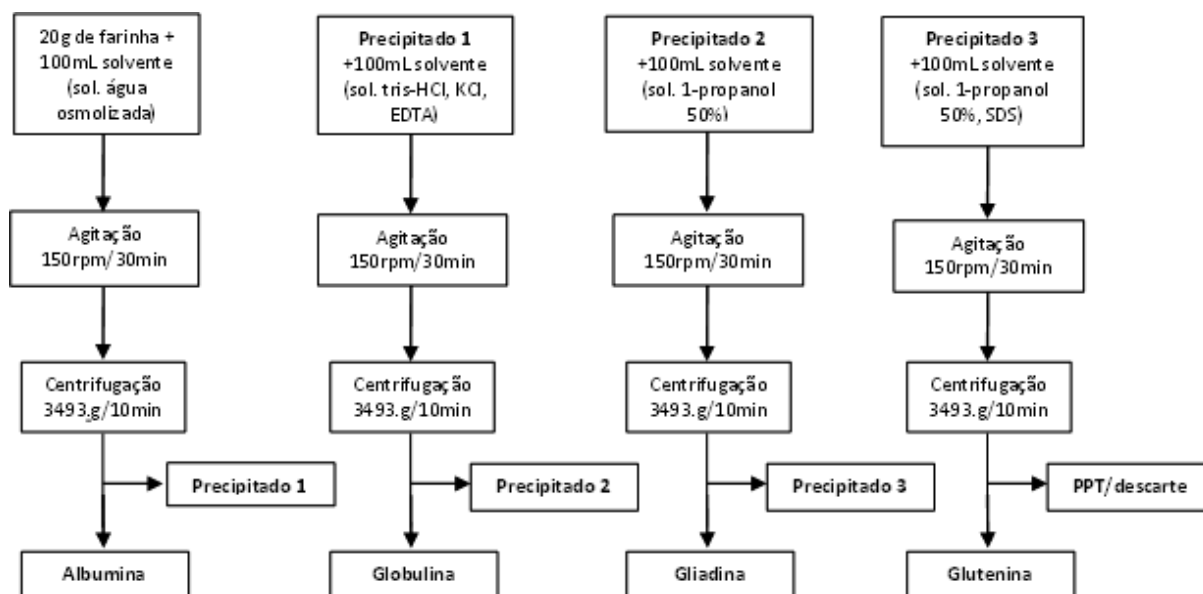 20g de farinha +
100mL solvente
(sol. água
osmolizada)
Precipitado 1
+100mL solvente
(sol. tris-HCl, KCl,
EDTA)
Precipitado 2
+100mL solvente
(sol. 1-propanol
50%)
Precipitado 3
+100mL solvente
(sol. 1-propanol
50%, SDS)
Agitação
150rpm/30min
Agitação
150rpm/30min
Agitação
150rpm/30min
Agitação
150rpm/30min
Centrifugação
3493.g/10min
Centrifugação
3493.g/10min
Centrifugação
3493.g/10min
Centrifugação
3493.g/10min
Precipitado 1
Precipitado 2
Precipitado 3
PPT/descarte
Albumina
Globulina
Gliadina
Glutenina